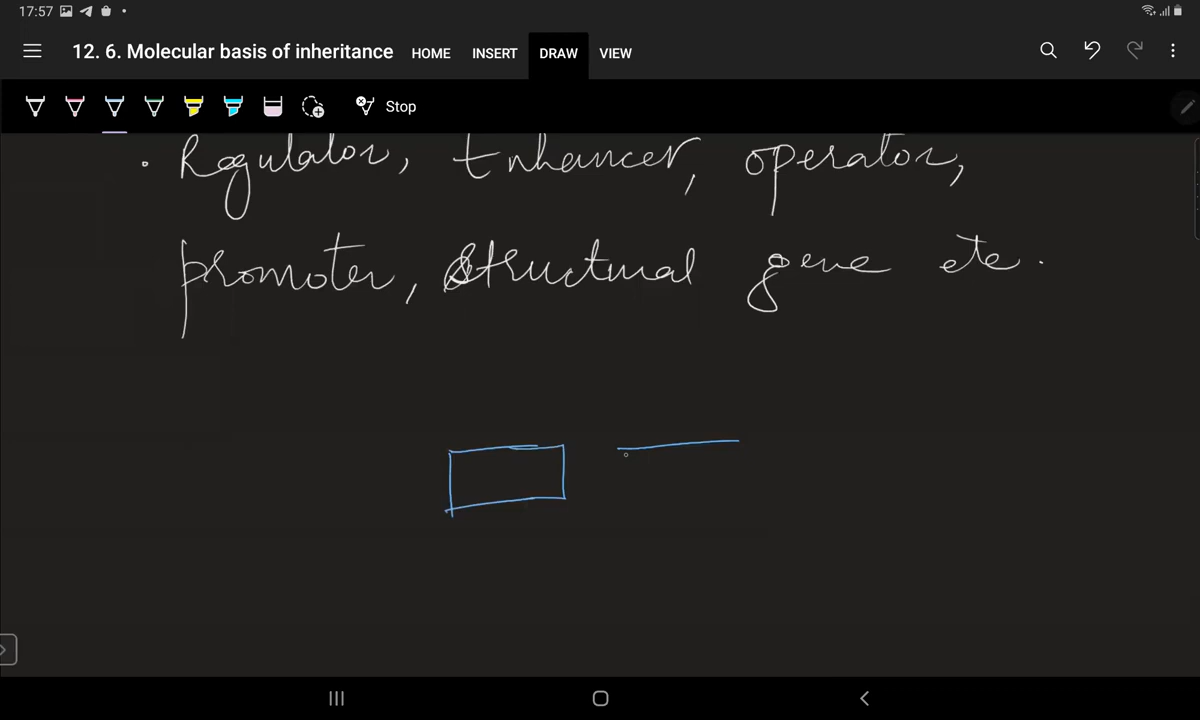 17:57
12. 6. Molecular basis of inheritance HOME INSERT DRAW VIEW
Stop
. Regulator, Enhancer, operator,
promoter, structural gene etc.